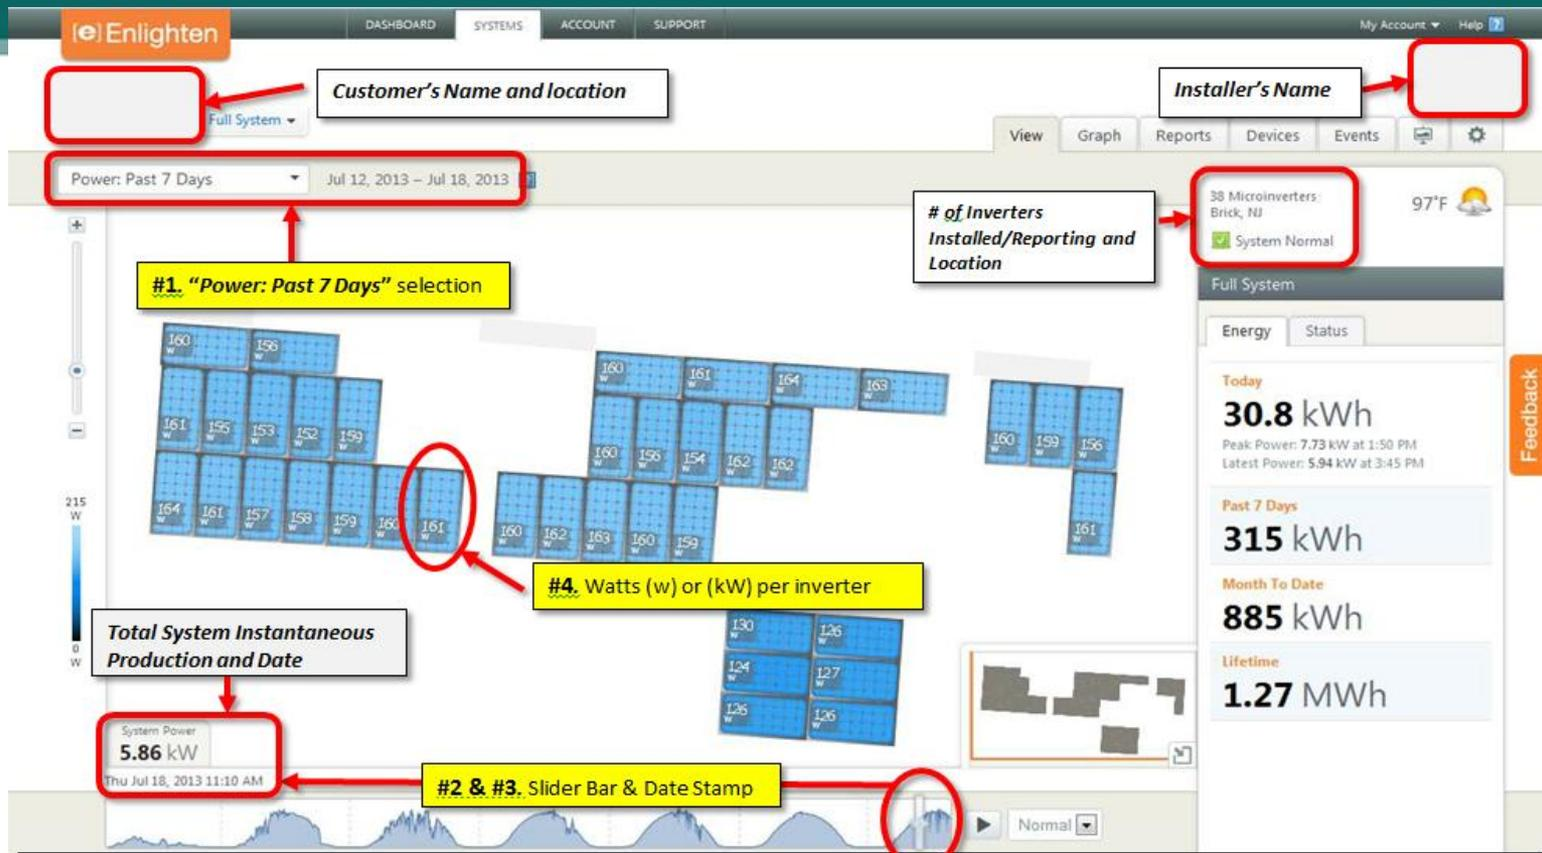 [e] Enlighten
DASHBOARD
SYSTEMS
ACCOUNT
SUPPORT
My Account
Help ?
Customer's Name and location
Installer's Name
Full System
View
Graph
Reports
Devices
Events
Power: Past 7 Days
Jul 12, 2013 – Jul 18, 2013
# of Inverters
Installed/Reporting and
Location
38 Microinverters
Brick, NJ
System Normal
97°F
#1. "Power: Past 7 Days" selection
Full System
Energy
Status
Today
30.8 kWh
Peak Power: 7.73 kW at 1:50 PM
Latest Power: 5.94 kW at 3:45 PM
Past 7 Days
315 kWh
Month To Date
885 kWh
Lifetime
1.27 MWh
Feedback
160 W
156 W
161 W
155 W
153 W
152 W
159 W
164 W
161 W
157 W
158 W
159 W
160
161 W
160 W
161 W
164 W
163 W
160 W
156 W
154 W
162 W
162 W
160 W
162 W
163 W
160 W
159 W
160 W
159 W
156 W
161 W
215
W
0
W
#4. Watts (w) or (kW) per inverter
130 W
126 W
124 W
127 W
126 W
126 W
Total System Instantaneous
Production and Date
System Power
5.86 kW
Thu Jul 18, 2013 11:10 AM
#2 & #3. Slider Bar & Date Stamp
Normal